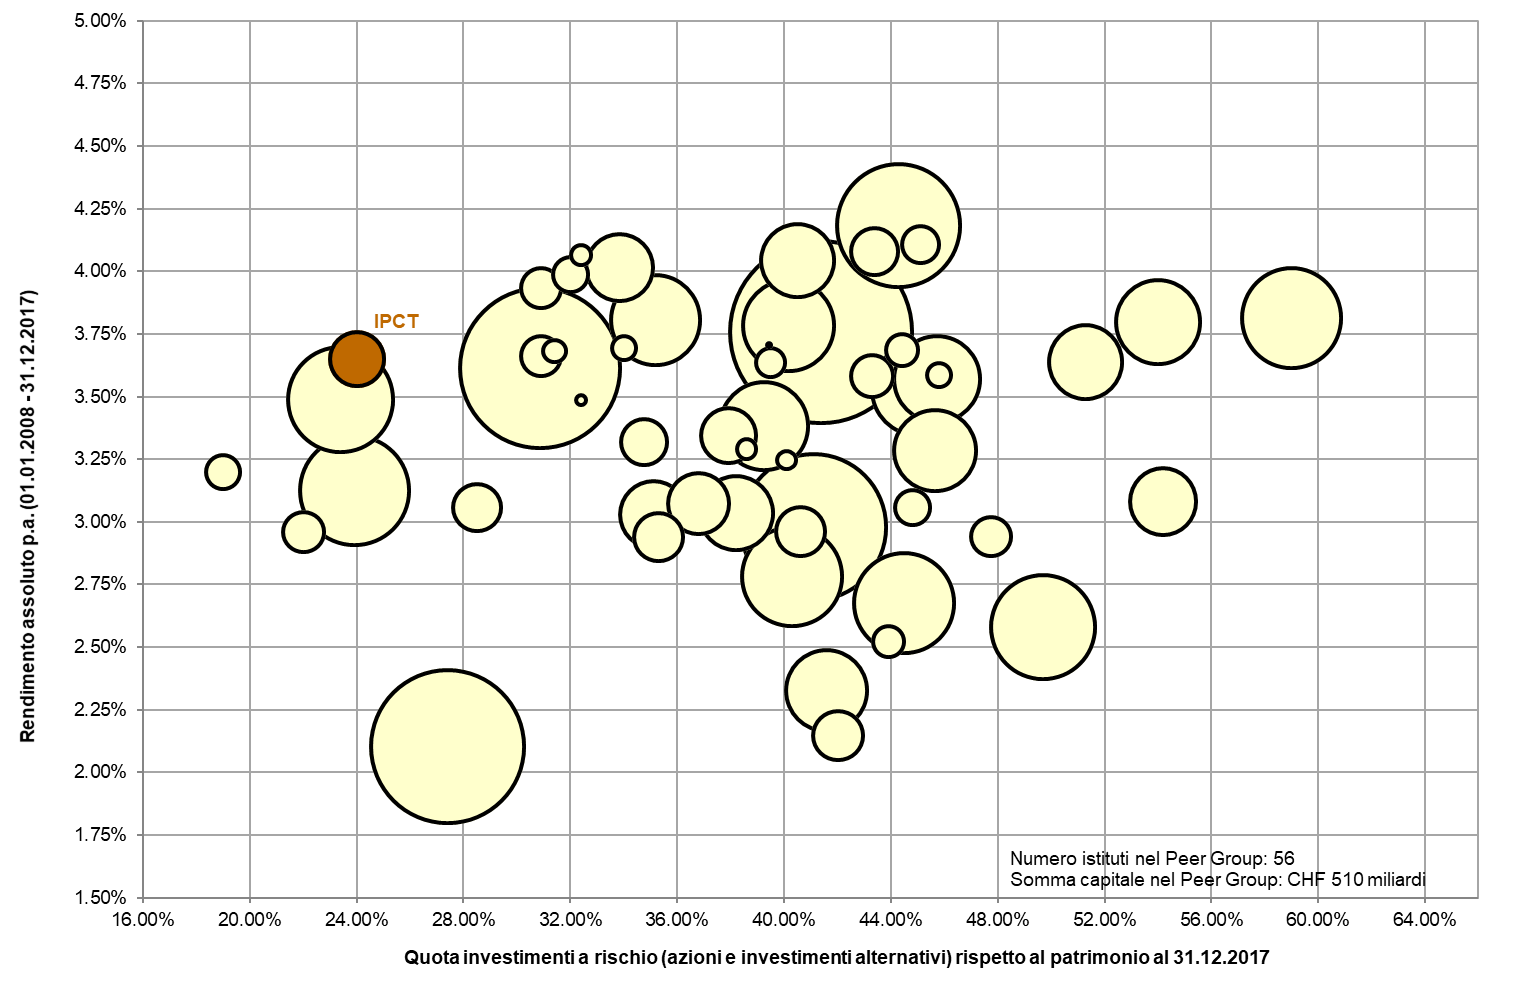 5.00%
4.75%
4.50%
4.25%
4.00%
3.75%
3.50%
3.25%
3.00%
2.75%
2.50%
2.25%
2.00%
1.75%
1.50%
Rendimento assoluto p.a. (01.01.2008 -31.12.2017)
IPCT
Numero istituti nel Peer Group: 56
Somma capitale nel Peer Group: CHF 510 miliardi
16.00% 20.00% 24.00% 28.00% 32.00% 36.00% 40.00% 44.00% 48.00% 52.00% 56.00% 60.00% 64.00%
Quota investimenti a rischio (azioni e investimenti alternativi) rispetto al patrimonio al 31.12.2017